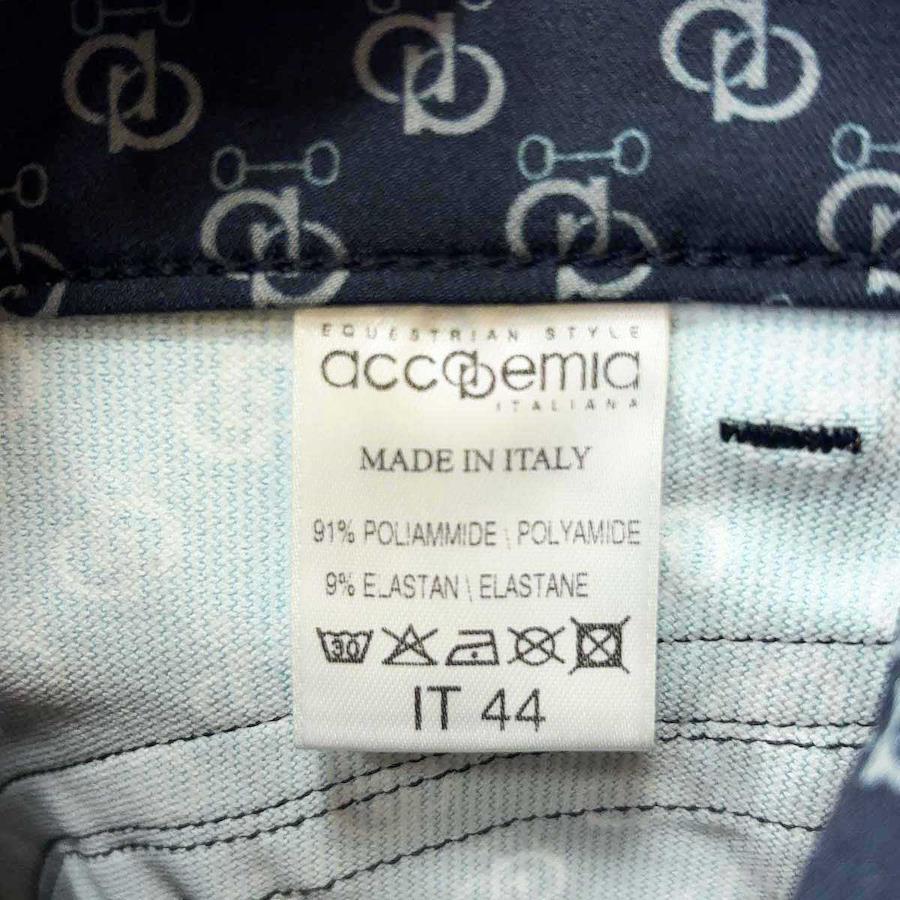 EQUESTRIAN STYLE
accademia
ITALIANA
MADE IN ITALY
91% POLIAMMIDE \ POLYAMIDE
9% ELASTAN \ ELASTANE
30
IT 44